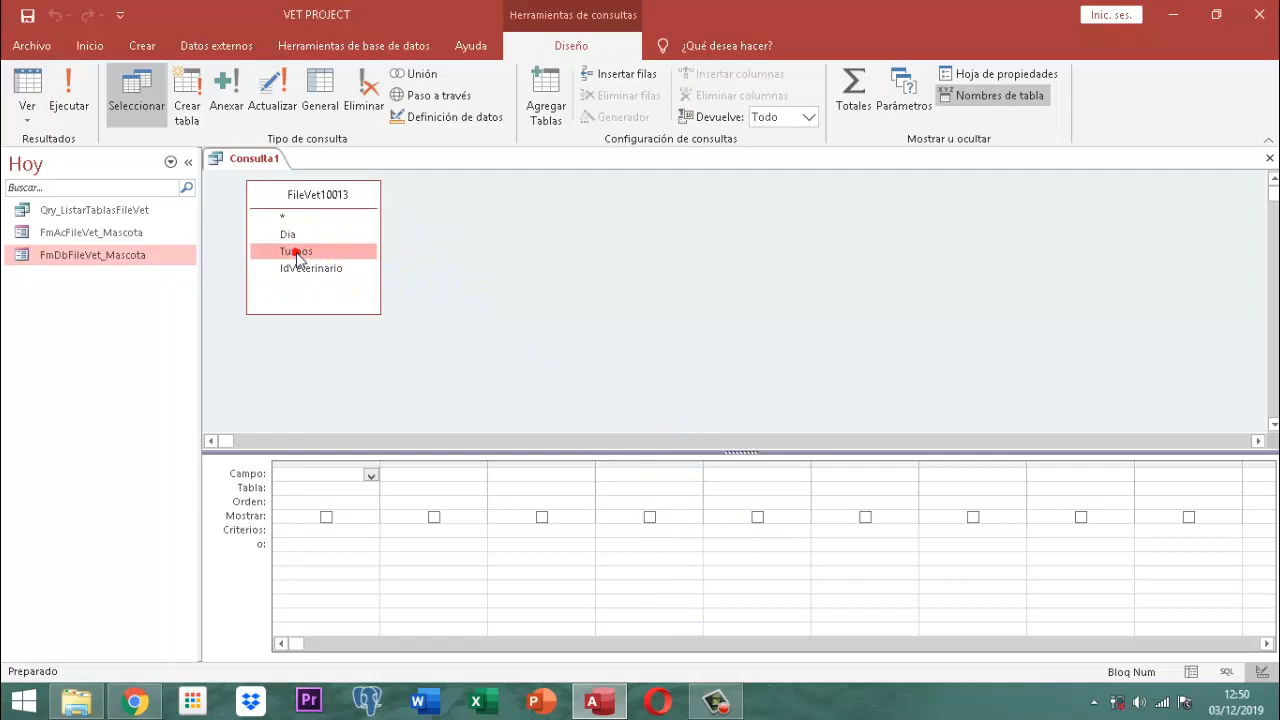 VET PROJECT
Herramientas de consultas
Inic. ses.
Archivo
Inicio
Crear
Datos externos
Herramientas de base de datos
Ayuda
Diseño
¿Qué desea hacer?
Ver
Ejecutar
Seleccionar
Crear tabla
Anexar
Actualizar
General
Eliminar
Unión
Paso a través
Definición de datos
Agregar Tablas
Insertar filas
Eliminar filas
Generador
Insertar columnas
Eliminar columnas
Devuelve: Todo
Totales
Parámetros
Hoja de propiedades
Nombres de tabla
Resultados
Tipo de consulta
Configuración de consultas
Mostrar u ocultar
Hoy
Buscar...
Qry_ListarTablasFileVet
FmAcFileVet_Mascota
FmDbFileVet_Mascota
Consulta1
FileVet10013
*
Dia
IdVeterinario
Campo:
Tabla:
Orden:
Mostrar:
Criterios:
o:
Preparado
Bloq Num
SQL
12:50
03/12/2019